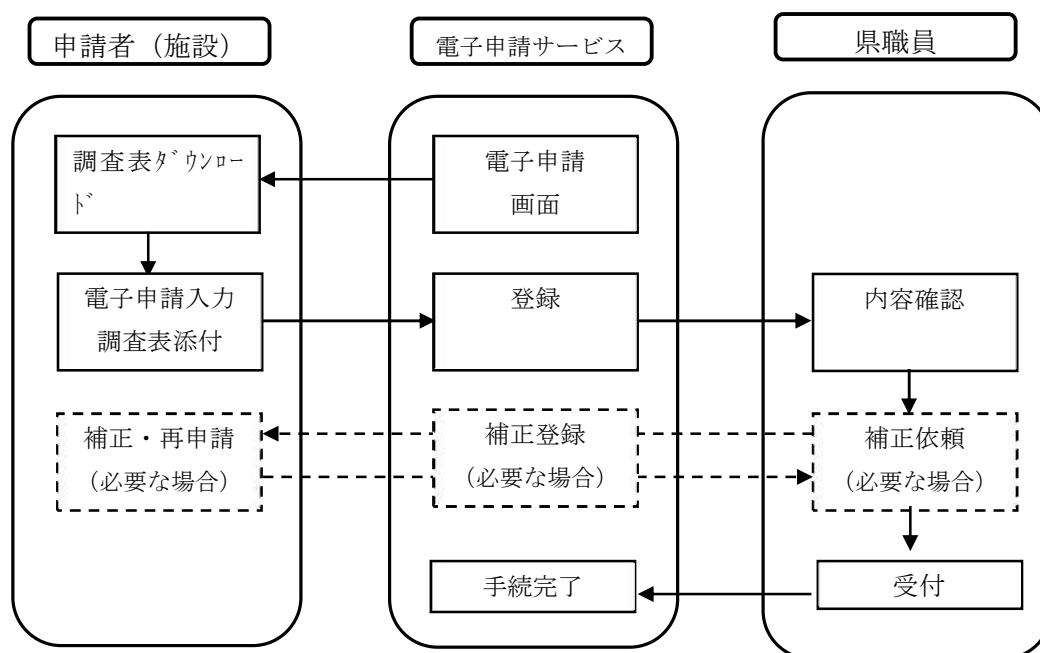 申請者（施設）
電子申請サービス
県職員
調査表ﾀﾞｳﾝﾛｰ
ﾄﾞ
電子申請
画面
電子申請入力
調査表添付
登録
内容確認
補正・再申請
（必要な場合）
補正登録
（必要な場合）
補正依頼
（必要な場合）
手続完了
受付